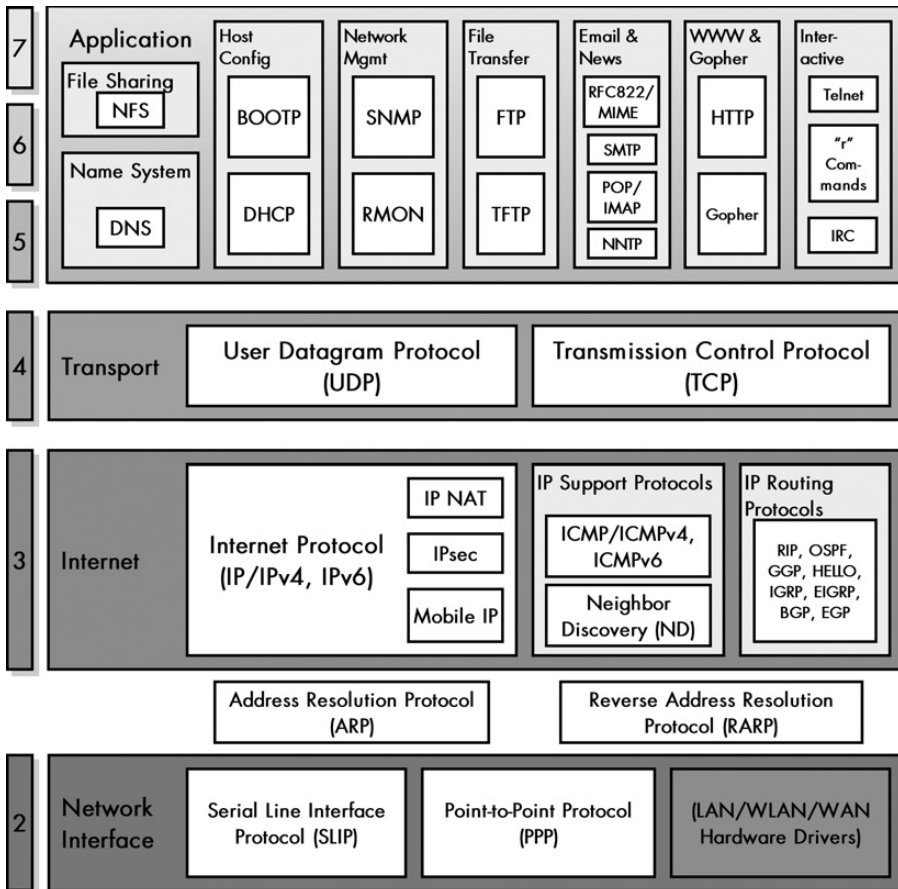 7
6
5
Application
File Sharing
NFS
Name System
DNS
Host
Config
BOOTP
DHCP
Network
Mgmt
SNMP
RMON
File
Transfer
FTP
TFTP
Email &
News
RFC822/
MIME
SMTP
POP/
IMAP
NNTP
WWW &
Gopher
HTTP
Gopher
Inter-
active
Telnet
“r”
Com-
mands
IRC
4
Transport
User Datagram Protocol
(UDP)
Transmission Control Protocol
(TCP)
3
Internet
Internet Protocol
(IP/IPv4, IPv6)
IP NAT
IPsec
Mobile IP
IP Support Protocols
ICMP/ICMPv4,
ICMPv6
Neighbor
Discovery (ND)
IP Routing
Protocols
RIP, OSPF,
GGP, HELLO,
IGRP, EIGRP,
BGP, EGP
Address Resolution Protocol
(ARP)
Reverse Address Resolution
Protocol (RARP)
2
Network
Interface
Serial Line Interface
Protocol (SLIP)
Point-to-Point Protocol
(PPP)
(LAN/WLAN/WAN
Hardware Drivers)